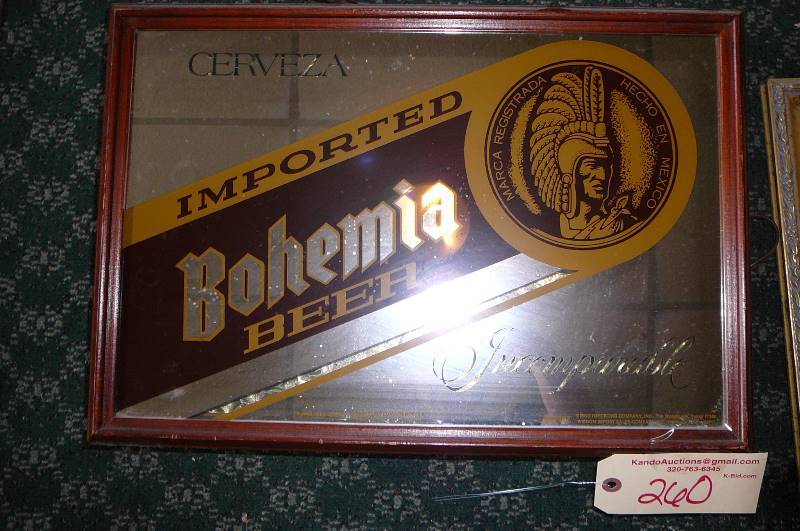 CERVEZA
IMPORTED
Bohemia
BEER
MARCA REGISTRADA
HECHO EN MEXICO
Incomparable
KandoAuctions@gmail.com
320-763-6345
K-Bid.com
260